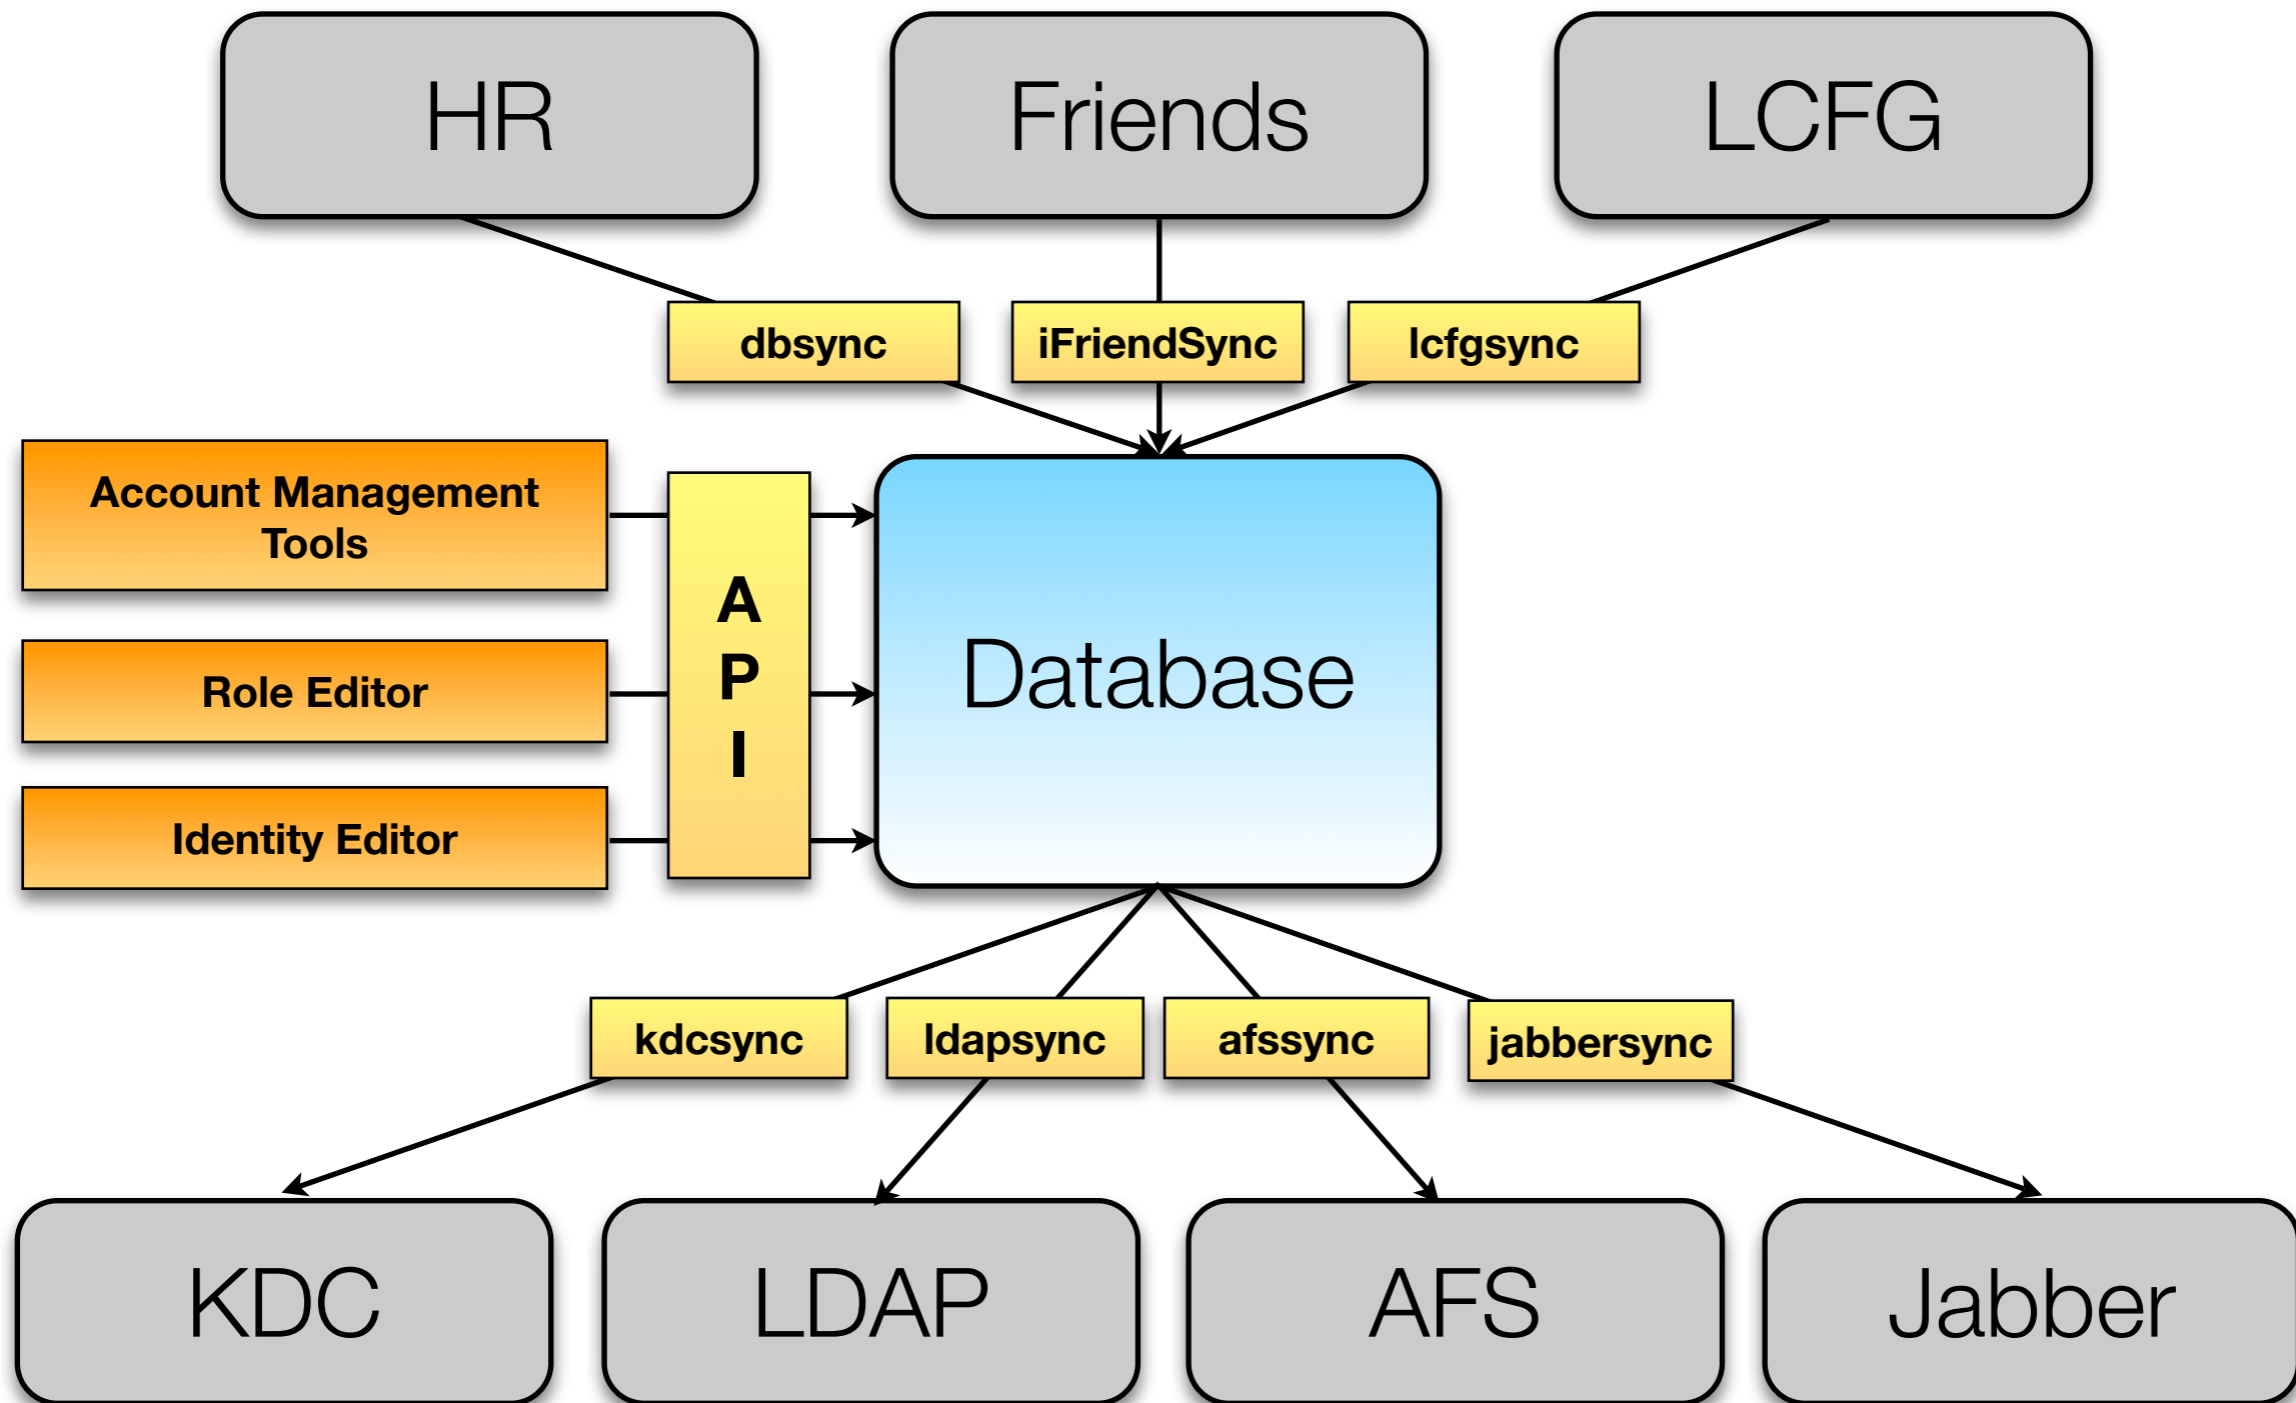 HR
Friends
LCFG
dbsync
iFriendSync
lcfgsync
Account Management
Tools
Role Editor
Identity Editor
A
P
I
Database
kdcsync
ldapsync
afssync
jabbersync
KDC
LDAP
AFS
Jabber